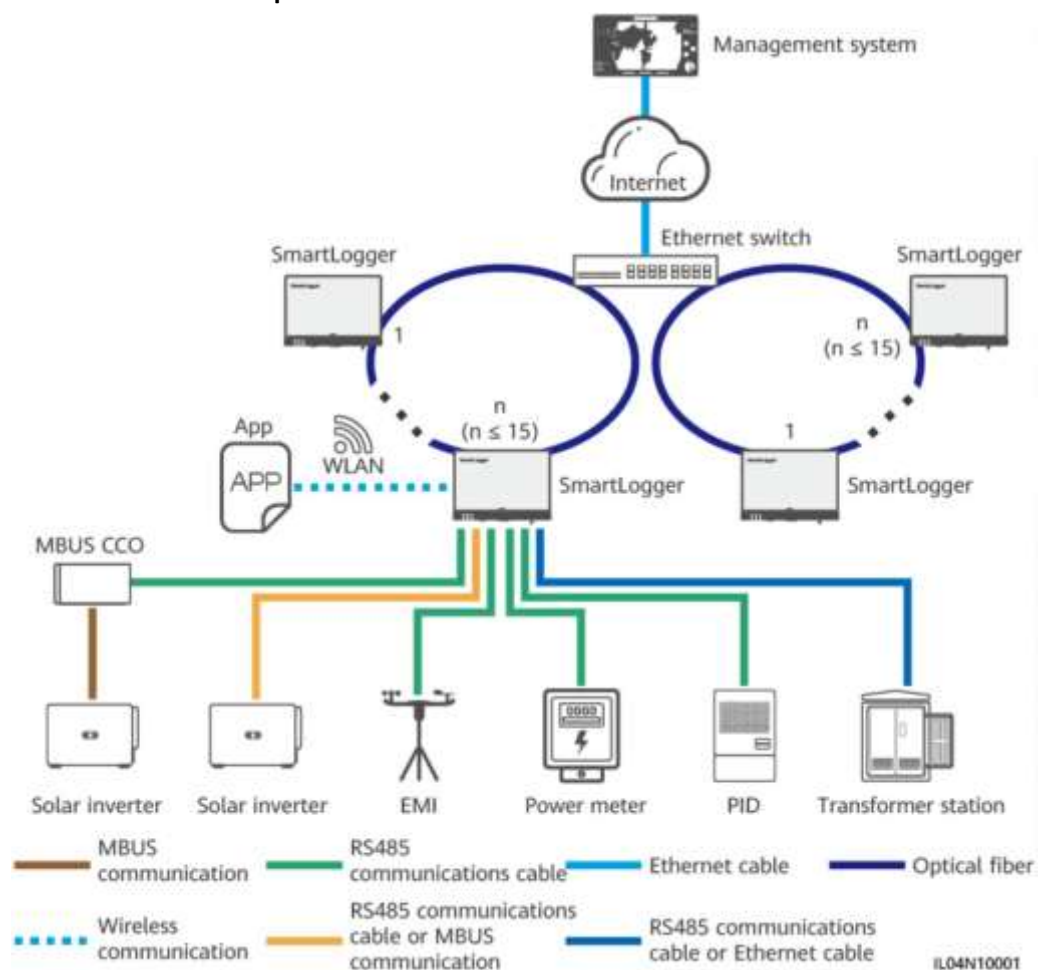 Management system
Internet
Ethernet switch
SmartLogger
SmartLogger
1
n
(n ≤ 15)
n
(n ≤ 15)
1
App
WLAN
APP
SmartLogger
SmartLogger
MBUS CCO
Solar inverter
Solar inverter
EMI
Power meter
PID
Transformer station
MBUS
communication
RS485
communications cable
Ethernet cable
Optical fiber
Wireless
communication
RS485 communications
cable or MBUS
communication
RS485 communications
cable or Ethernet cable
IL04N10001